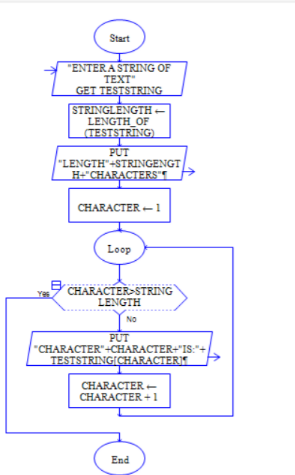 Start
"ENTER A STRING OF
TEXT"
GET TESTSTRING
STRINGLENGTH ←
LENGTH_OF
(TESTSTRING)
PUT
"LENGTH"+STRINGENGT
H+"CHARACTERS"¶
CHARACTER ← 1
Loop
CHARACTER>STRING
LENGTH
Yes
No
PUT
"CHARACTER"+CHARACTER+"IS:"+
TESTSTRING[CHARACTER]¶
CHARACTER ←
CHARACTER + 1
End